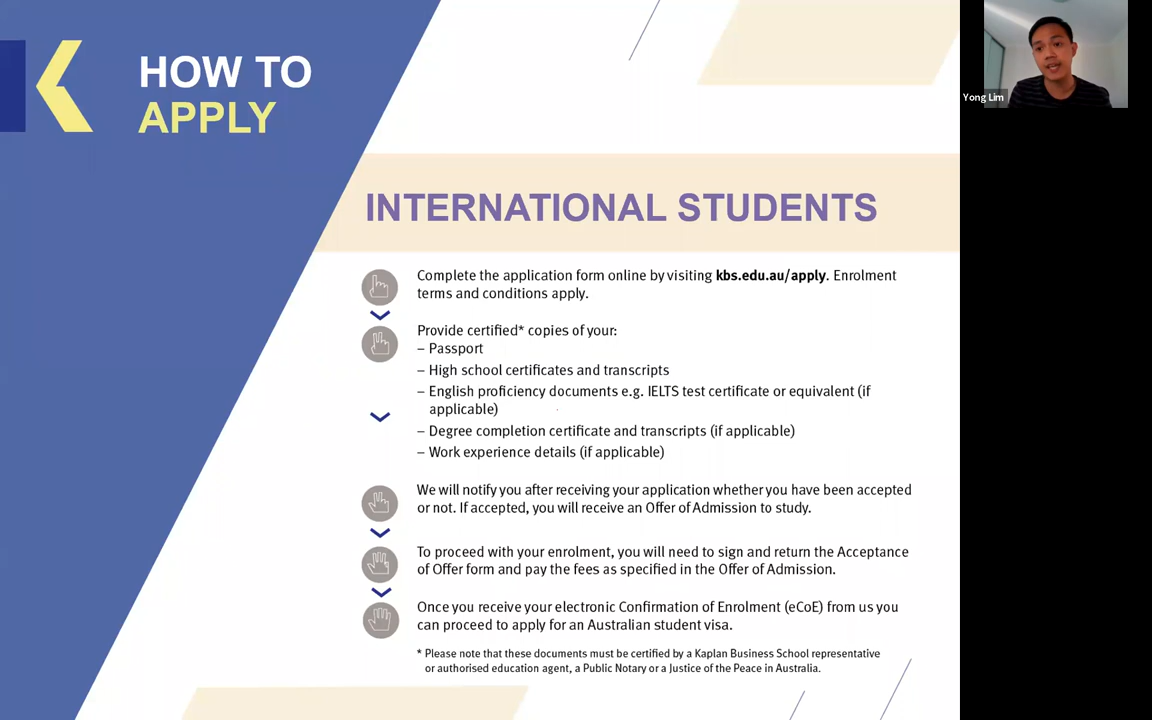 HOW TO
APPLY
Yong Lim
INTERNATIONAL STUDENTS
Complete the application form online by visiting kbs.edu.au/apply. Enrolment
terms and conditions apply.
Provide certified* copies of your:
– Passport
– High school certificates and transcripts
– English proficiency documents e.g. IELTS test certificate or equivalent (if
applicable)
– Degree completion certificate and transcripts (if applicable)
– Work experience details (if applicable)
We will notify you after receiving your application whether you have been accepted
or not. If accepted, you will receive an Offer of Admission to study.
To proceed with your enrolment, you will need to sign and return the Acceptance
of Offer form and pay the fees as specified in the Offer of Admission.
Once you receive your electronic Confirmation of Enrolment (eCoE) from us you
can proceed to apply for an Australian student visa.
* Please note that these documents must be certified by a Kaplan Business School representative
or authorised education agent, a Public Notary or a Justice of the Peace in Australia.